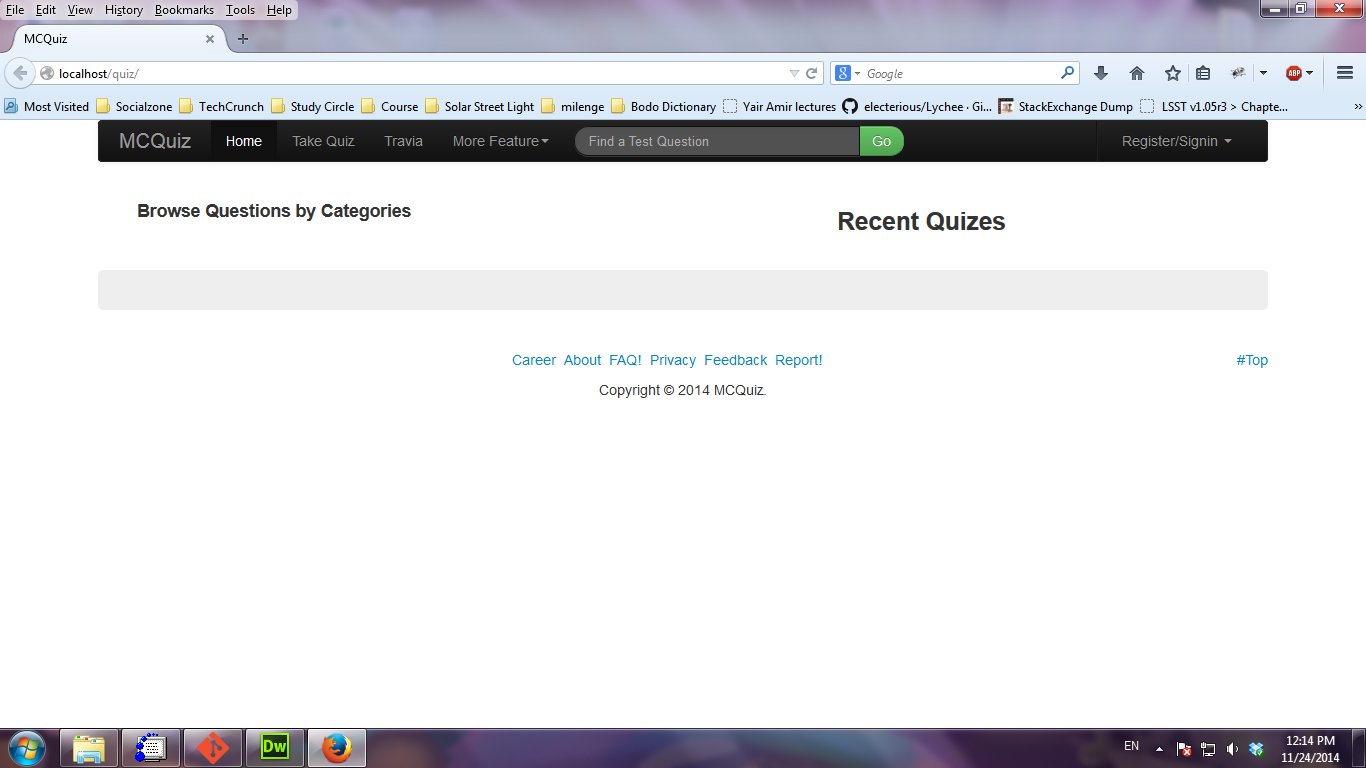 File Edit View History Bookmarks Tools Help
MCQuiz
localhost/quiz/
Google
ABP
Most Visited Socialzone TechCrunch Study Circle Course Solar Street Light milenge Bodo Dictionary Yair Amir lectures electerious/Lychee · Gi... StackExchange Dump LSST v1.05r3 > Chapte... »
MCQuiz Home Take Quiz Travia More Feature Find a Test Question Go Register/Signin
Browse Questions by Categories
Recent Quizes
Career About FAQ! Privacy Feedback Report! #Top
Copyright © 2014 MCQuiz.
Dw
EN
12:14 PM
11/24/2014